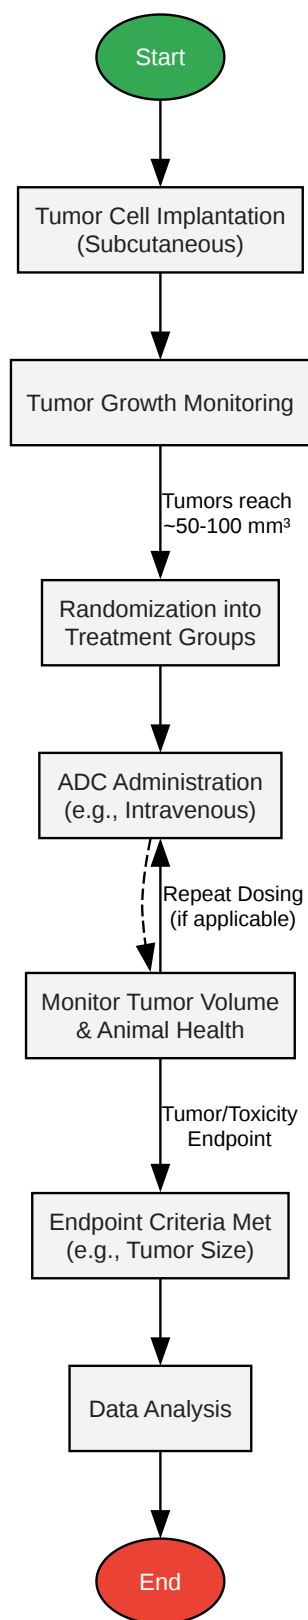 Start
Tumor Cell Implantation
(Subcutaneous)
Tumor Growth Monitoring
Tumors reach
~50-100 mm³
Randomization into
Treatment Groups
ADC Administration
(e.g., Intravenous)
Repeat Dosing
(if applicable)
Monitor Tumor Volume
& Animal Health
Tumor/Toxicity
Endpoint
Endpoint Criteria Met
(e.g., Tumor Size)
Data Analysis
End